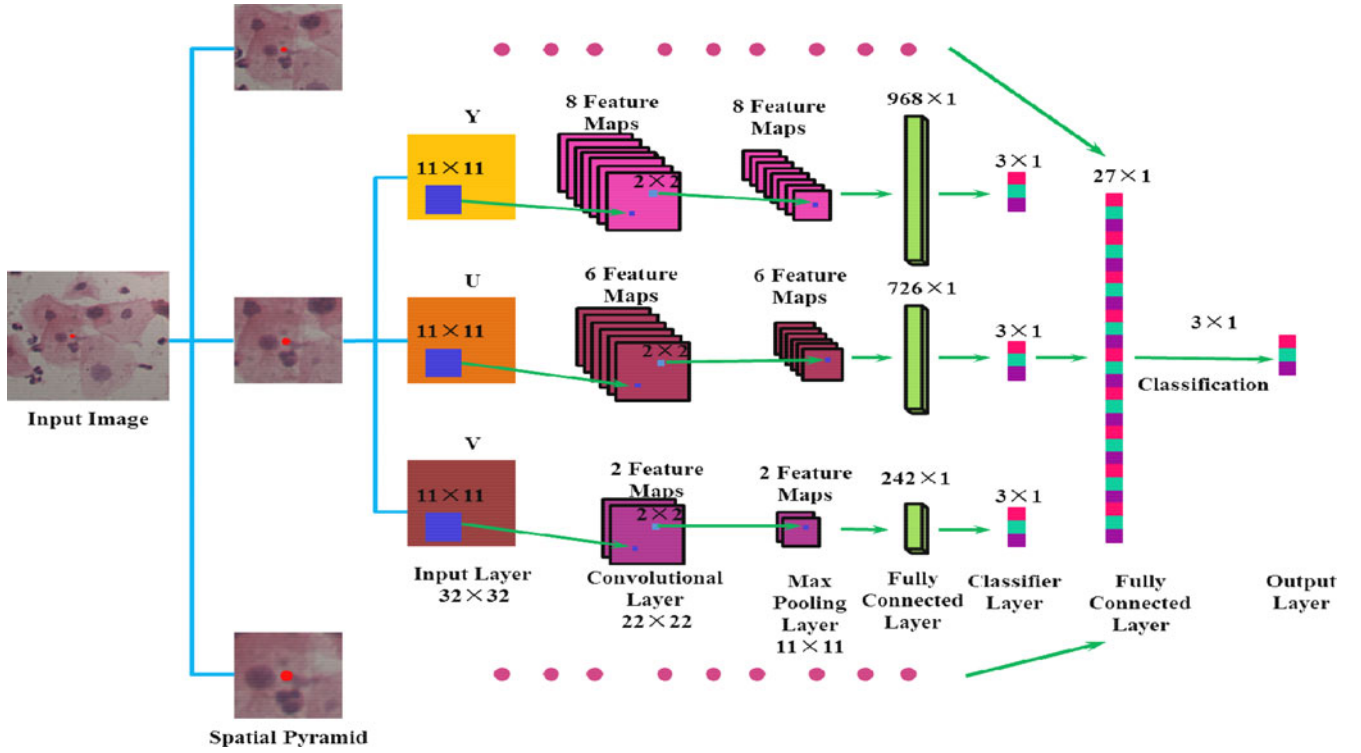 Y
11×11
8 Feature
Maps
2×2
8 Feature
Maps
968×1
3×1
27×1
U
11×11
6 Feature
Maps
2×2
6 Feature
Maps
726×1
3×1
3×1
Classification
Input Image
V
11×11
2 Feature
Maps
2×2
2 Feature
Maps
242×1
3×1
Input Layer
32×32
Convolutional
Layer
22×22
Max
Pooling
Layer
11×11
Fully
Connected
Layer
Classifier
Layer
Fully
Connected
Layer
Output
Layer
Spatial Pyramid